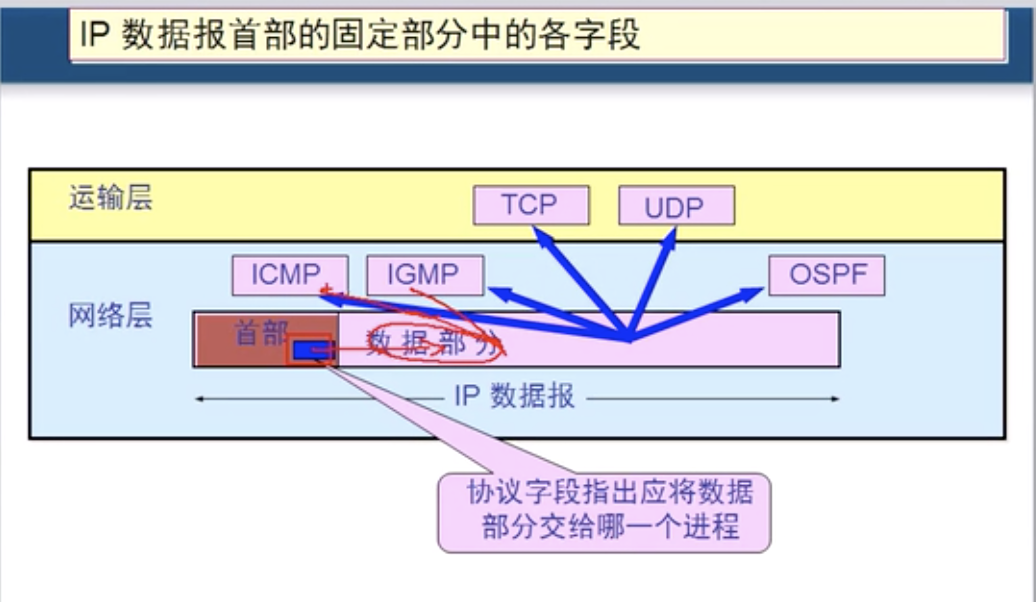 IP 数据报首部的固定部分中的各字段
运输层
TCP
UDP
ICMP
IGMP
OSPF
网络层
首部
数据部分
IP 数据报
协议字段指出应将数据
部分交给哪一个进程